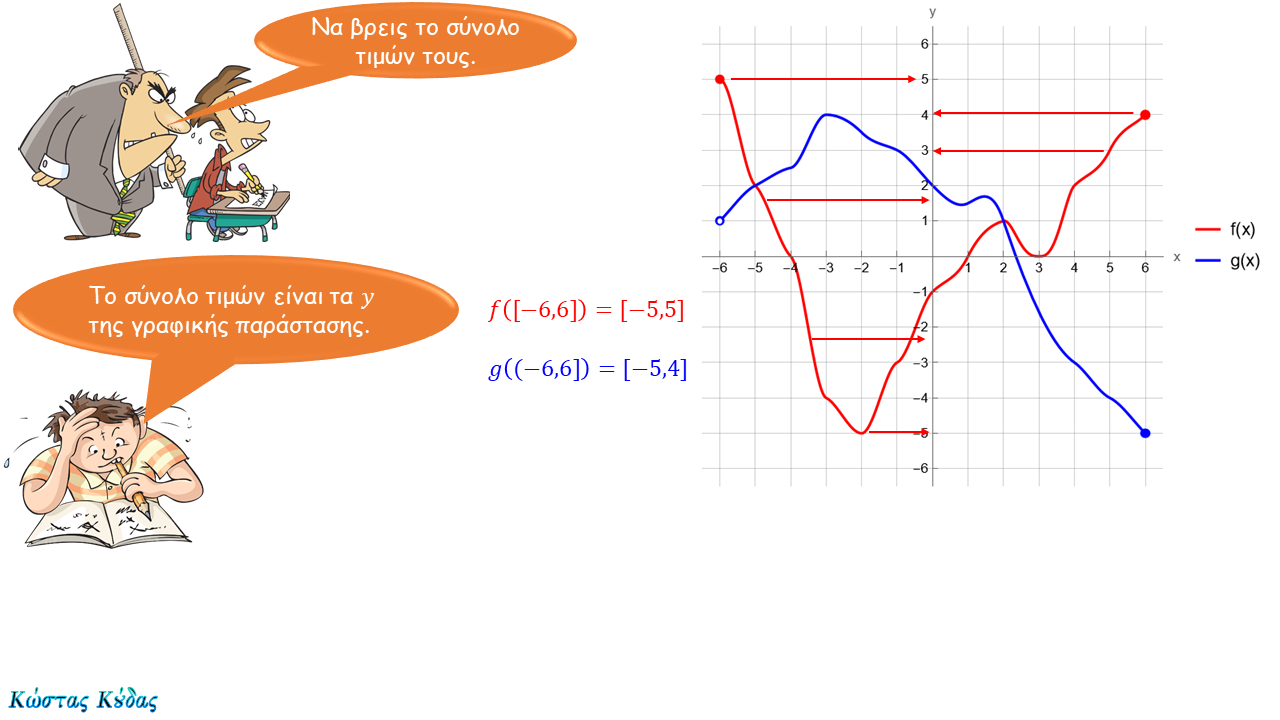 Να βρεις το σύνολο
τιμών τους.
Το σύνολο τιμών είναι τα y
της γραφικής παράστασης.
f([−6,6]) = [−5,5]
g((−6,6]) = [−5,4]
y
6
5
4
3
2
1
−6 −5 −4 −3 −2 −1 1 2 3 4 5 6 x
−1
−2
−3
−4
−5
−6
f(x)
g(x)
Κώστας Κύδας